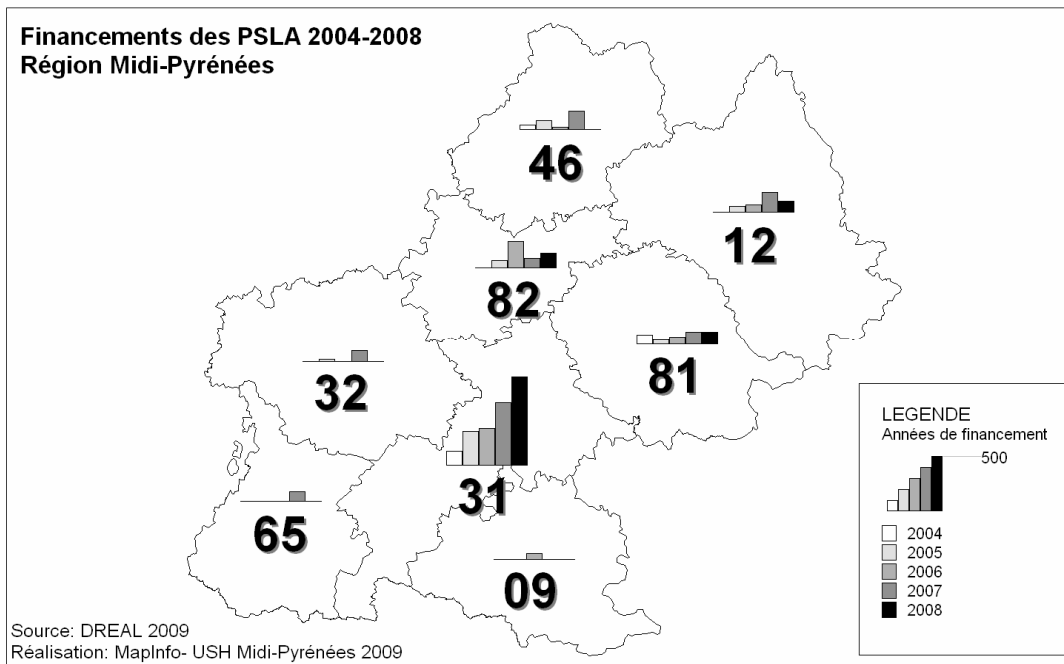 Financements des PSLA 2004-2008
Région Midi-Pyrénées
46
12
82
81
32
31
65
09
LEGENDE
Années de financement
500
2004
2005
2006
2007
2008
Source: DREAL 2009
Réalisation: MapInfo- USH Midi-Pyrénées 2009